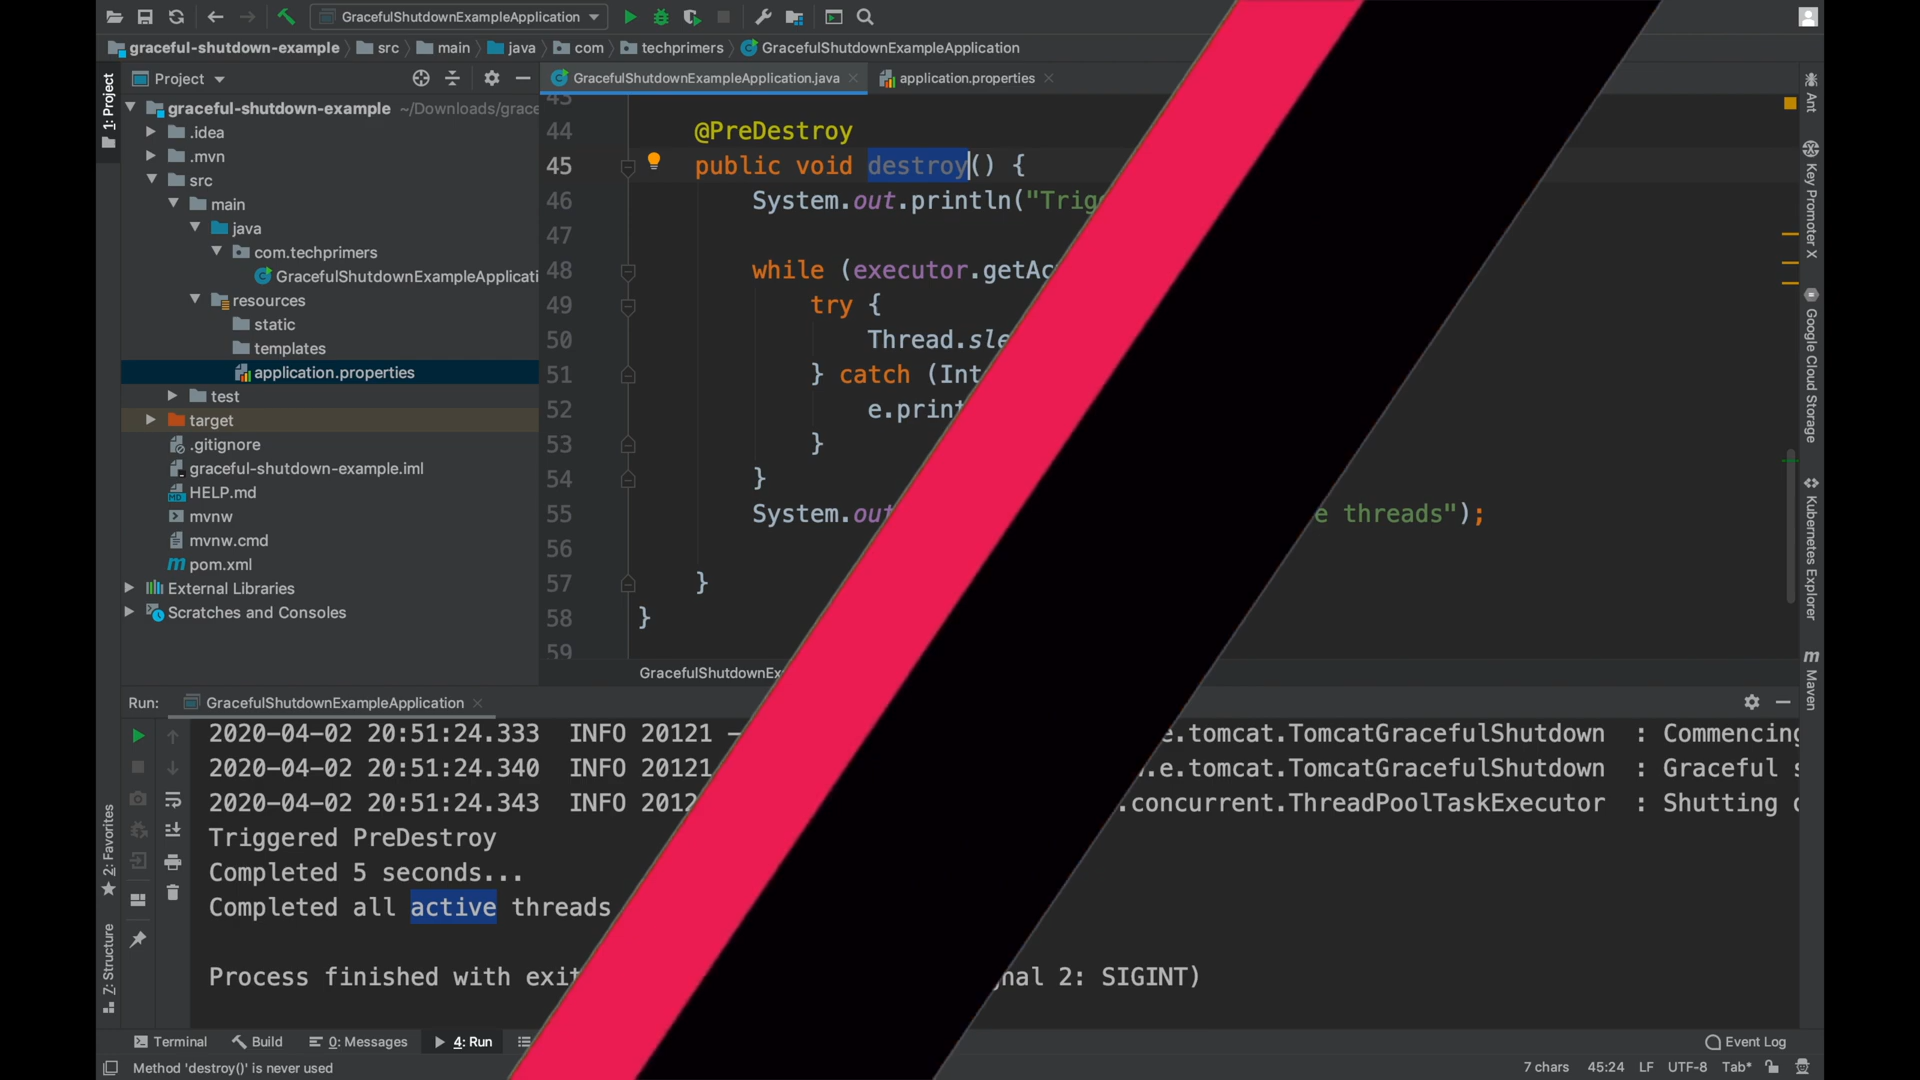 GracefulShutdownExampleApplication
graceful-shutdown-example
src
main
java
com
techprimers
GracefulShutdownExampleApplication
1: Project
Project
GracefulShutdownExampleApplication.java
application.properties
graceful-shutdown-example ~/Downloads/grace
.idea
.mvn
src
main
java
com.techprimers
GracefulShutdownExampleApplicati
resources
static
templates
application.properties
test
target
.gitignore
graceful-shutdown-example.iml
HELP.md
mvnw
mvnw.cmd
pom.xml
External Libraries
Scratches and Consoles
43
44 @PreDestroy
45 public void destroy() {
46 System.out.println("Trigg
47
48 while (executor.getAc
49 try {
50 Thread.sle
51 } catch (Int
52 e.print
53 }
54 }
55 System.out e threads");
56
57 }
58 }
59
GracefulShutdownEx
Ant
Key Promoter X
Google Cloud Storage
Kubernetes Explorer
Maven
Run: GracefulShutdownExampleApplication
2020-04-02 20:51:24.333 INFO 20121 – e.tomcat.TomcatGracefulShutdown : Commencing
2020-04-02 20:51:24.340 INFO 20121 .e.tomcat.TomcatGracefulShutdown : Graceful s
2020-04-02 20:51:24.343 INFO 2012 .concurrent.ThreadPoolTaskExecutor : Shutting d
Triggered PreDestroy
Completed 5 seconds...
Completed all active threads
Process finished with exit nal 2: SIGINT)
2: Favorites
Z: Structure
Terminal
Build
0: Messages
4: Run
Event Log
Method 'destroy()' is never used
7 chars 45:24 LF UTF-8 Tab*